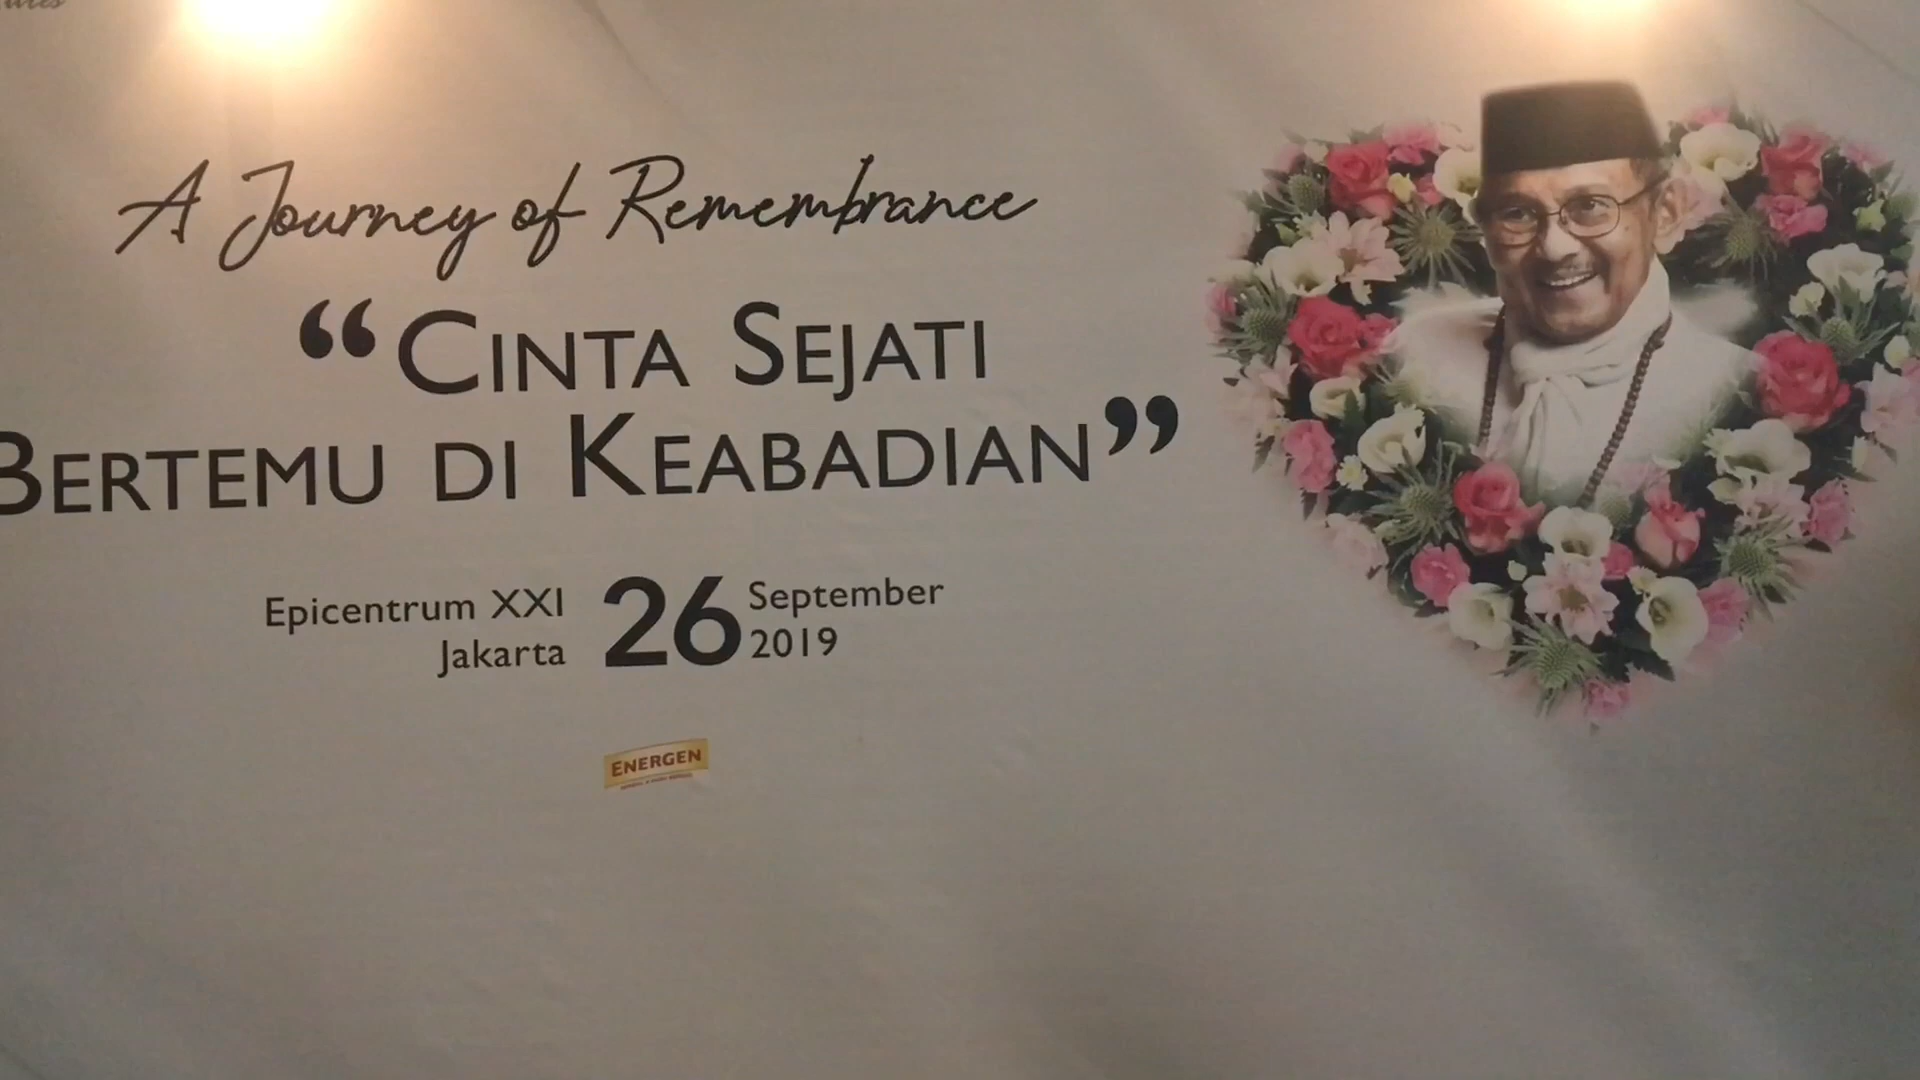 A Journey of Remembrance
“CINTA SEJATI
BERTEMU DI KEABADIAN”
Epicentrum XXI
Jakarta
26
September
2019
ENERGEN